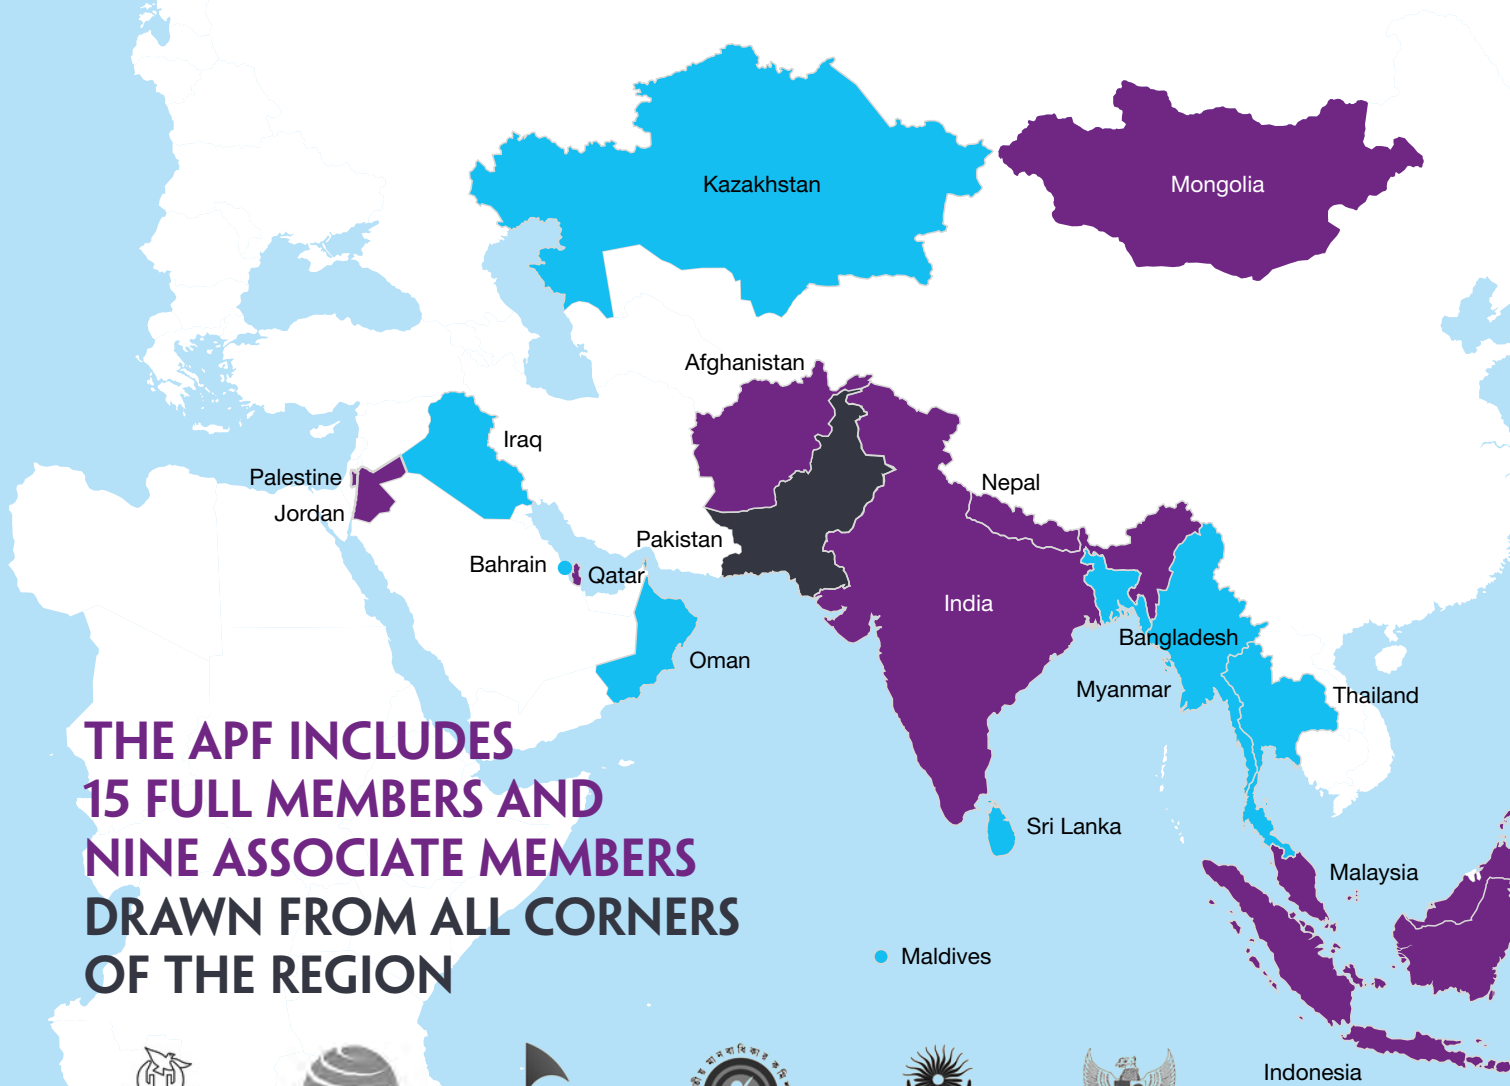 Kazakhstan
Mongolia
Afghanistan
Iraq
Palestine
Nepal
Jordan
Pakistan
Bahrain
Qatar
India
Bangladesh
Oman
Myanmar
Thailand
THE APF INCLUDES
15 FULL MEMBERS AND
NINE ASSOCIATE MEMBERS
DRAWN FROM ALL CORNERS
OF THE REGION
Sri Lanka
Malaysia
Maldives
Indonesia